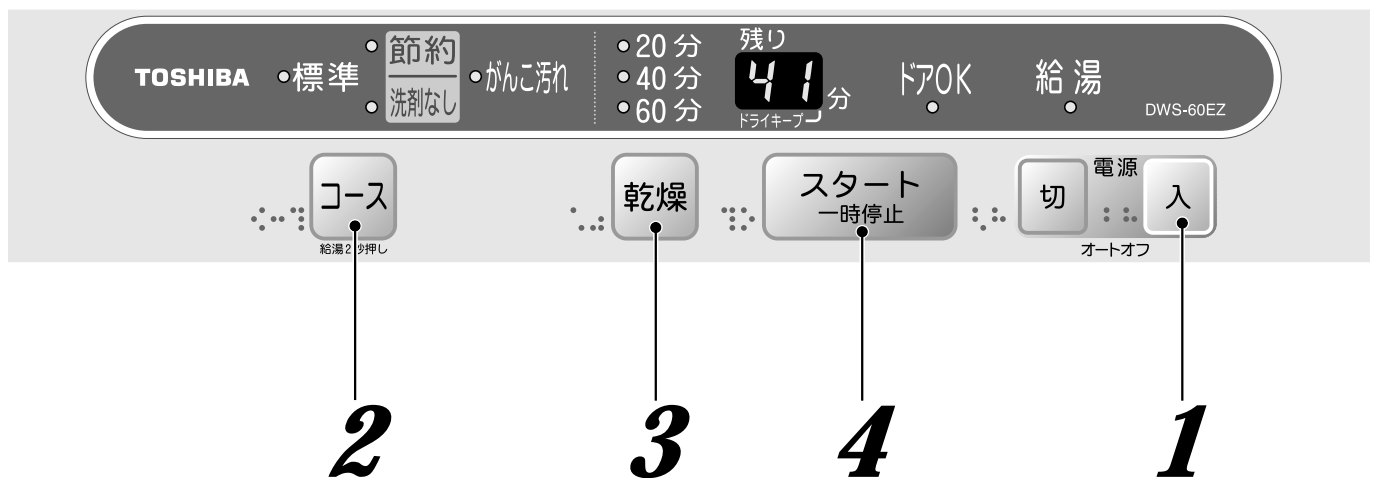 TOSHIBA
標準
節約
洗剤なし
がんこ汚れ
20分
40分
60分
残り
41分
ドライキープ
ドアOK
給湯
DWS-60EZ
コース
給湯2秒押し
乾燥
スタート
一時停止
電源
切
入
オートオフ
2
3
4
1